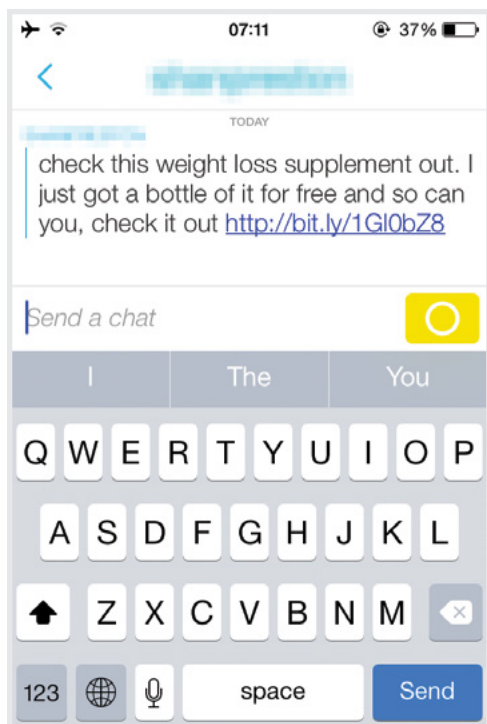 07:11
37%
TODAY
check this weight loss supplement out. I
just got a bottle of it for free and so can
you, check it out http://bit.ly/1Gl0bZ8
Send a chat
I The You
Q W E R T Y U I O P
A S D F G H J K L
Z X C V B N M
123 space Send